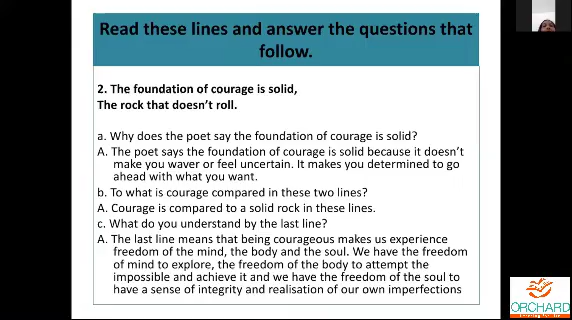 Read these lines and answer the questions that
follow.
2. The foundation of courage is solid,
The rock that doesn't roll.
a. Why does the poet say the foundation of courage is solid?
A. The poet says the foundation of courage is solid because it doesn't
make you waver or feel uncertain. It makes you determined to go
ahead with what you want.
b. To what is courage compared in these two lines?
A. Courage is compared to a solid rock in these lines.
c. What do you understand by the last line?
A. The last line means that being courageous makes us experience
freedom of the mind, the body and the soul. We have the freedom
of mind to explore, the freedom of the body to attempt the
impossible and achieve it and we have the freedom of the soul to
have a sense of integrity and realisation of our own imperfections
ORCHARD